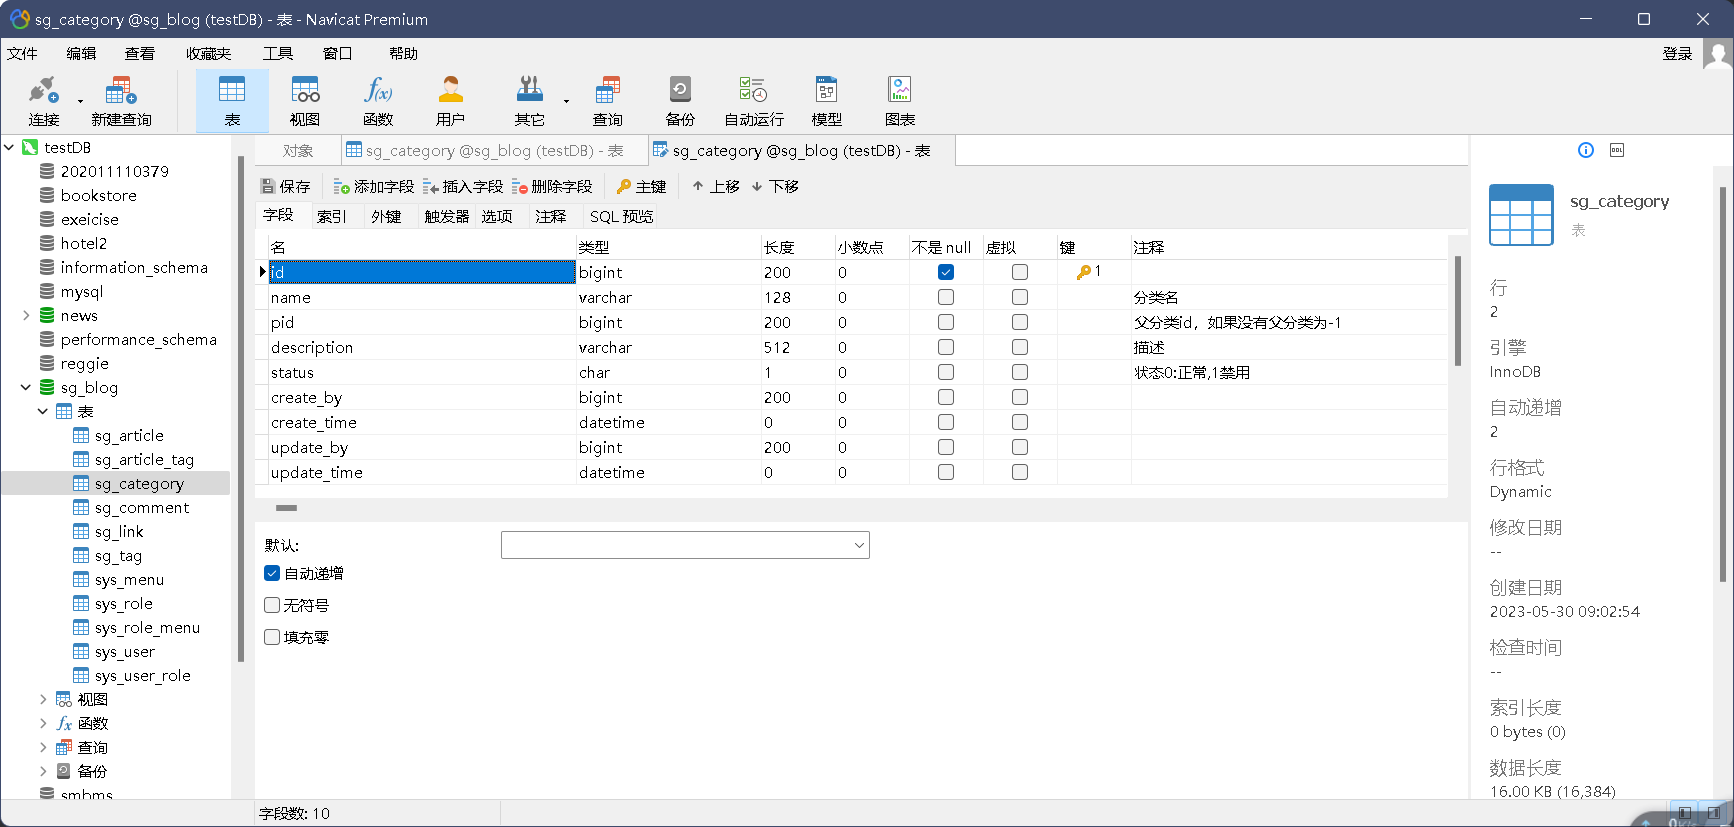 sg_category @sg_blog (testDB) - 表 - Navicat Premium
文件 编辑 查看 收藏夹 工具 窗口 帮助 登录
连接 新建查询 表 视图 函数 用户 其它 查询 备份 自动运行 模型 图表
testDB
202011110379
bookstore
exeicise
hotel2
information_schema
mysql
news
performance_schema
reggie
sg_blog
表
sg_article
sg_article_tag
sg_category
sg_comment
sg_link
sg_tag
sys_menu
sys_role
sys_role_menu
sys_user
sys_user_role
视图
函数
查询
备份
smbms
对象 sg_category @sg_blog (testDB) - 表 sg_category @sg_blog (testDB) - 表
保存 添加字段 插入字段 删除字段 主键 上移 下移
字段 索引 外键 触发器 选项 注释 SQL 预览
名 类型 长度 小数点 不是 null 虚拟 键 注释
id bigint 200 0 1
name varchar 128 0 分类名
pid bigint 200 0 父分类id，如果没有父分类为-1
description varchar 512 0 描述
status char 1 0 状态0:正常,1禁用
create_by bigint 200 0
create_time datetime 0 0
update_by bigint 200 0
update_time datetime 0 0
默认:
自动递增
无符号
填充零
DDL
sg_category
表
行
2
引擎
InnoDB
自动递增
2
行格式
Dynamic
修改日期
--
创建日期
2023-05-30 09:02:54
检查时间
--
索引长度
0 bytes (0)
数据长度
16.00 KB (16,384)
字段数: 10